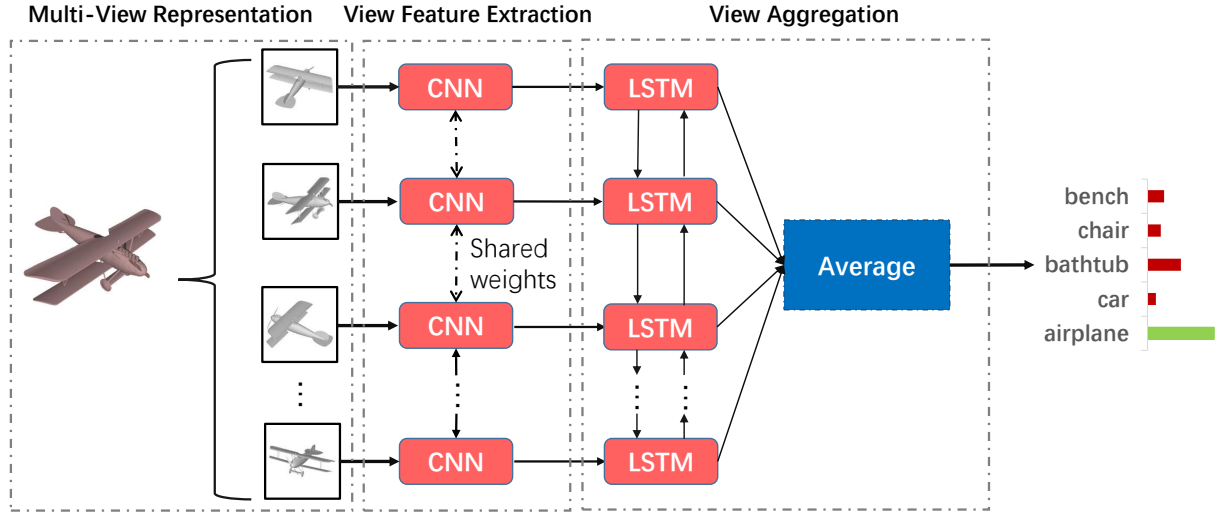 Multi-View Representation
View Feature Extraction
View Aggregation
CNN
LSTM
CNN
LSTM
Shared
weights
CNN
LSTM
CNN
LSTM
Average
bench
chair
bathtub
car
airplane